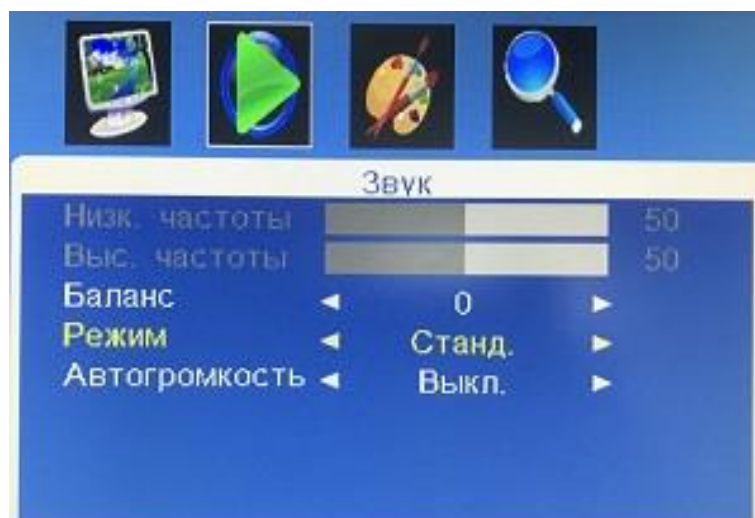 Звук
Низк. частоты 50
Выс. частоты 50
Баланс 0
Режим Станд.
Автогромкость Выкл.